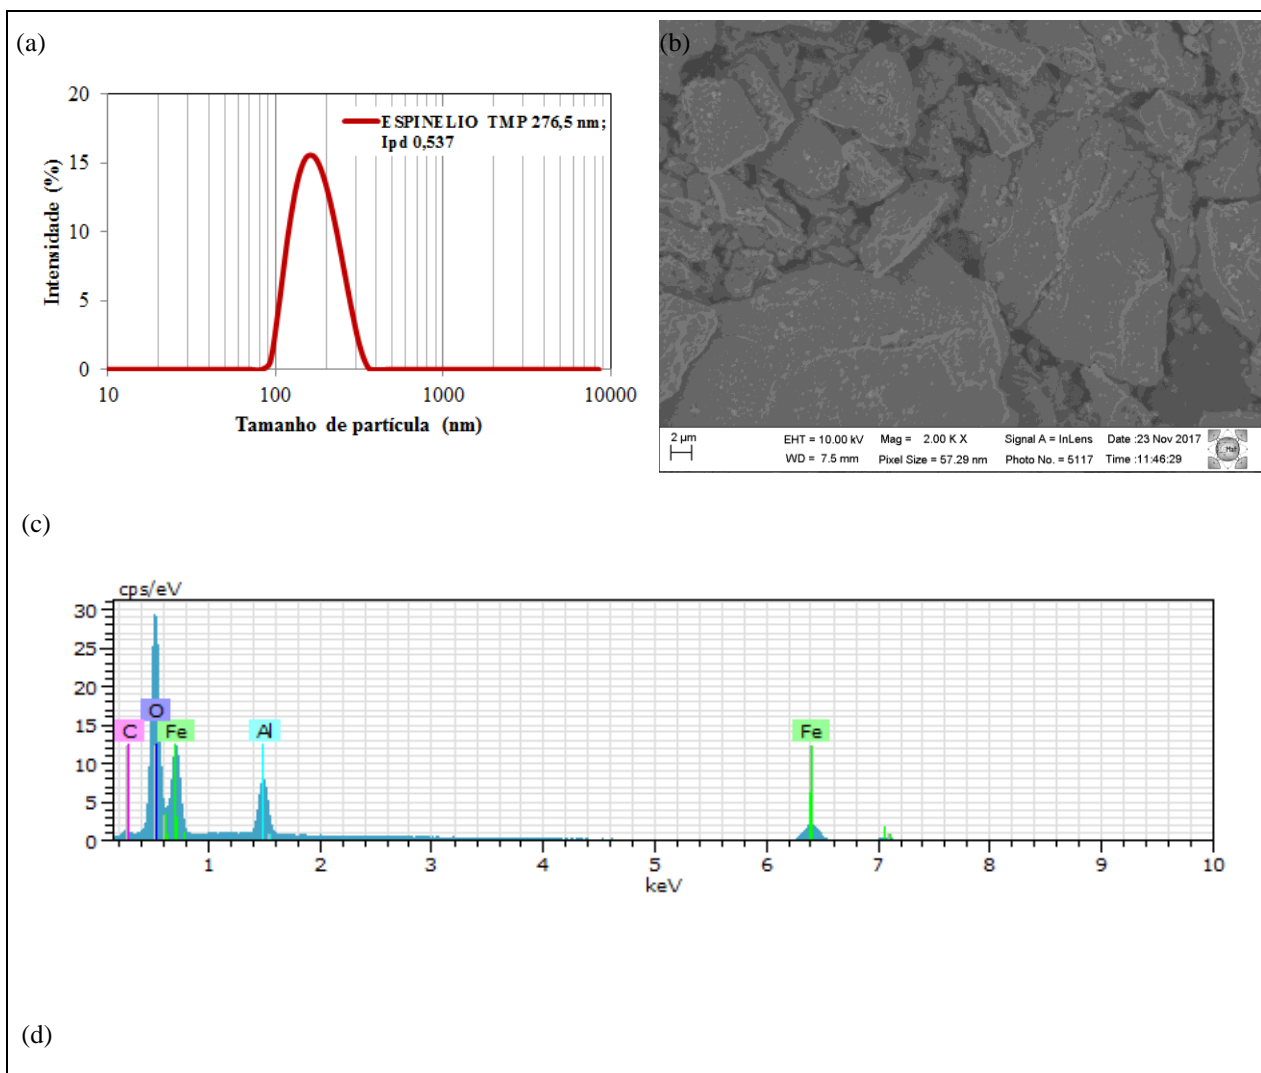 (a)
20
15
10
5
0
Intensidade (%)
ESPINELIO TMP 276,5 nm;
Ipd 0,537
10 100 1000 10000
Tamanho de partícula (nm)
(b)
2 µm
EHT = 10.00 kV Mag = 2.00 K X Signal A = InLens Date :23 Nov 2017
WD = 7.5 mm Pixel Size = 57.29 nm Photo No. = 5117 Time :11:46:29
(c)
cps/eV
30
25
20
15
10
5
0
C O Fe Al Fe
1 2 3 4 5 6 7 8 9 10
keV
(d)